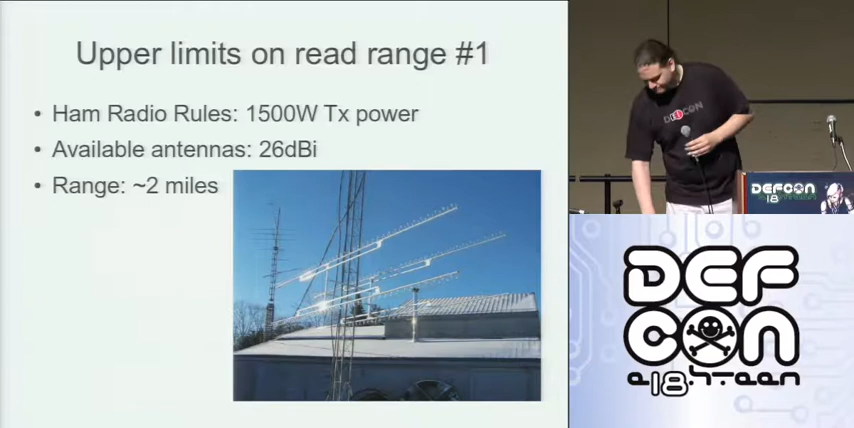 Upper limits on read range #1
• Ham Radio Rules: 1500W Tx power
• Available antennas: 26dBi
• Range: ~2 miles
DEFCON
DEFCON
18
DEF
CON
e18hteen